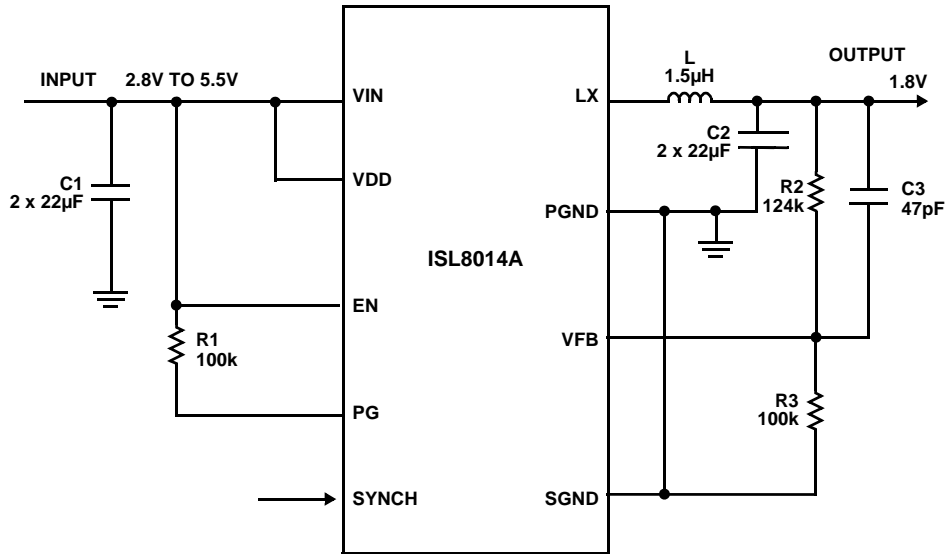 INPUT 2.8V TO 5.5V
L
1.5µH
OUTPUT
1.8V
VIN
LX
C2
2 x 22µF
C1
2 x 22µF
VDD
R2
124k
C3
47pF
PGND
ISL8014A
EN
R1
100k
VFB
PG
R3
100k
SYNCH
SGND